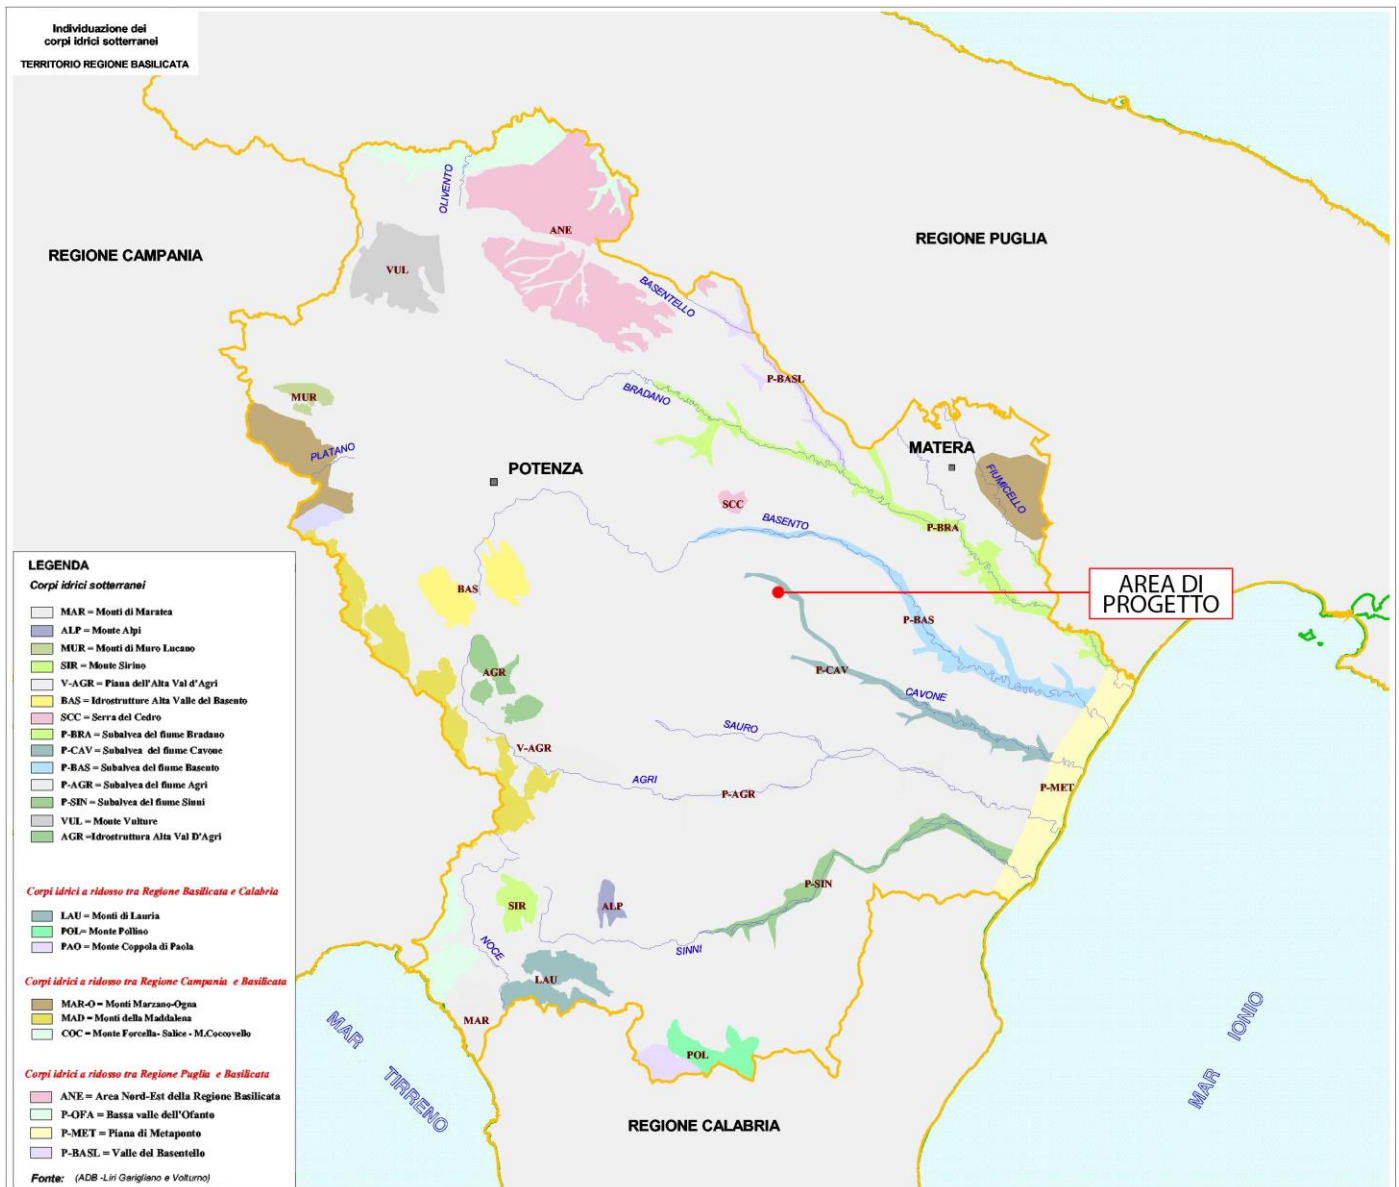 Individuazione dei
corpi idrici sotterranei
TERRITORIO REGIONE BASILICATA
REGIONE CAMPANIA
REGIONE PUGLIA
OLIVENTO
ANE
VUL
BASENTELLO
P-BASL
BRADANO
MUR
PLATANO
POTENZA
MATERA
FIUMICELLO
SCC
BASENTO
P-BRA
BAS
AREA DI
PROGETTO
P-BAS
AGR
P-CAV
CAVONE
SAURO
V-AGR
AGRI
P-AGR
P-MET
P-SIN
SIR
ALP
NOCE
SINNI
LAU
MAR
POL
MAR TIRRENO
MAR IONIO
REGIONE CALABRIA
LEGENDA
Corpi idrici sotterranei
MAR = Monti di Maratea
ALP = Monte Alpi
MUR = Monti di Muro Lucano
SIR = Monte Sirino
V-AGR = Piana dell'Alta Val d'Agri
BAS = Idrostrutture Alta Valle del Basento
SCC = Serra del Cedro
P-BRA = Subalvea del fiume Bradano
P-CAV = Subalvea del fiume Cavone
P-BAS = Subalvea del fiume Basento
P-AGR = Subalvea del fiume Agri
P-SIN = Subalvea del fiume Sinni
VUL = Monte Vulture
AGR =Idrostruttura Alta Val D'Agri
Corpi idrici a ridosso tra Regione Basilicata e Calabria
LAU = Monti di Lauria
POL= Monte Pollino
PAO = Monte Coppola di Paola
Corpi idrici a ridosso tra Regione Campania e Basilicata
MAR-O = Monti Marzano-Ogna
MAD = Monti della Maddalena
COC = Monte Forcella- Salice - M.Coccovello
Corpi idrici a ridosso tra Regione Puglia e Basilicata
ANE = Area Nord-Est della Regione Basilicata
P-OFA = Bassa valle dell'Ofanto
P-MET = Piana di Metaponto
P-BASL = Valle del Basentello
Fonte: (ADB -Liri Garigliano e Volturno)